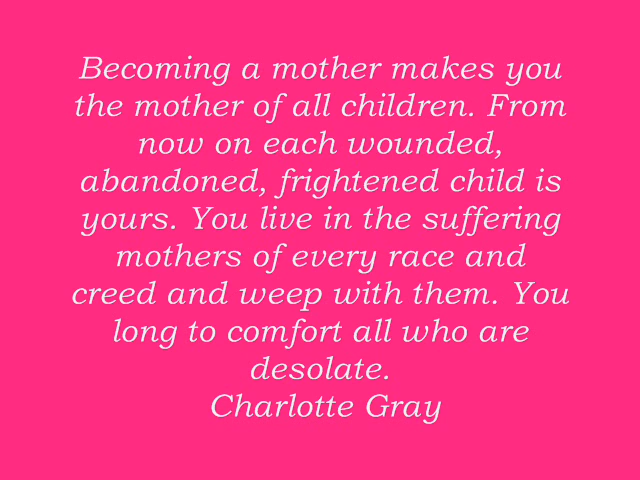 Becoming a mother makes you
the mother of all children. From
now on each wounded,
abandoned, frightened child is
yours. You live in the suffering
mothers of every race and
creed and weep with them. You
long to comfort all who are
desolate.
Charlotte Gray